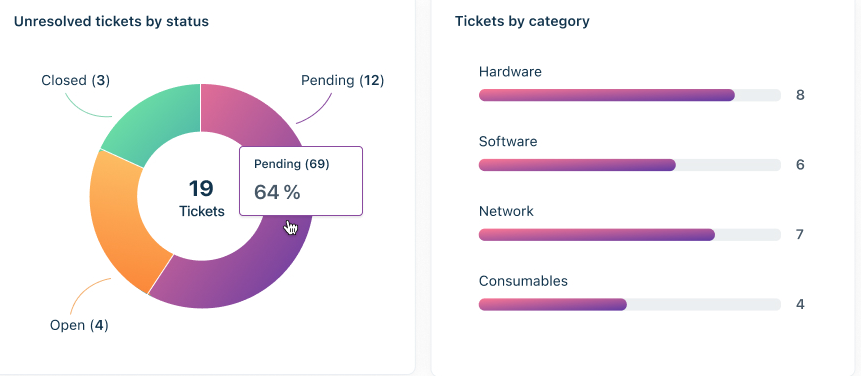 Unresolved tickets by status
Closed (3)
Pending (12)
Pending (69)
64 %
19
Tickets
Open (4)
Tickets by category
Hardware
8
Software
6
Network
7
Consumables
4